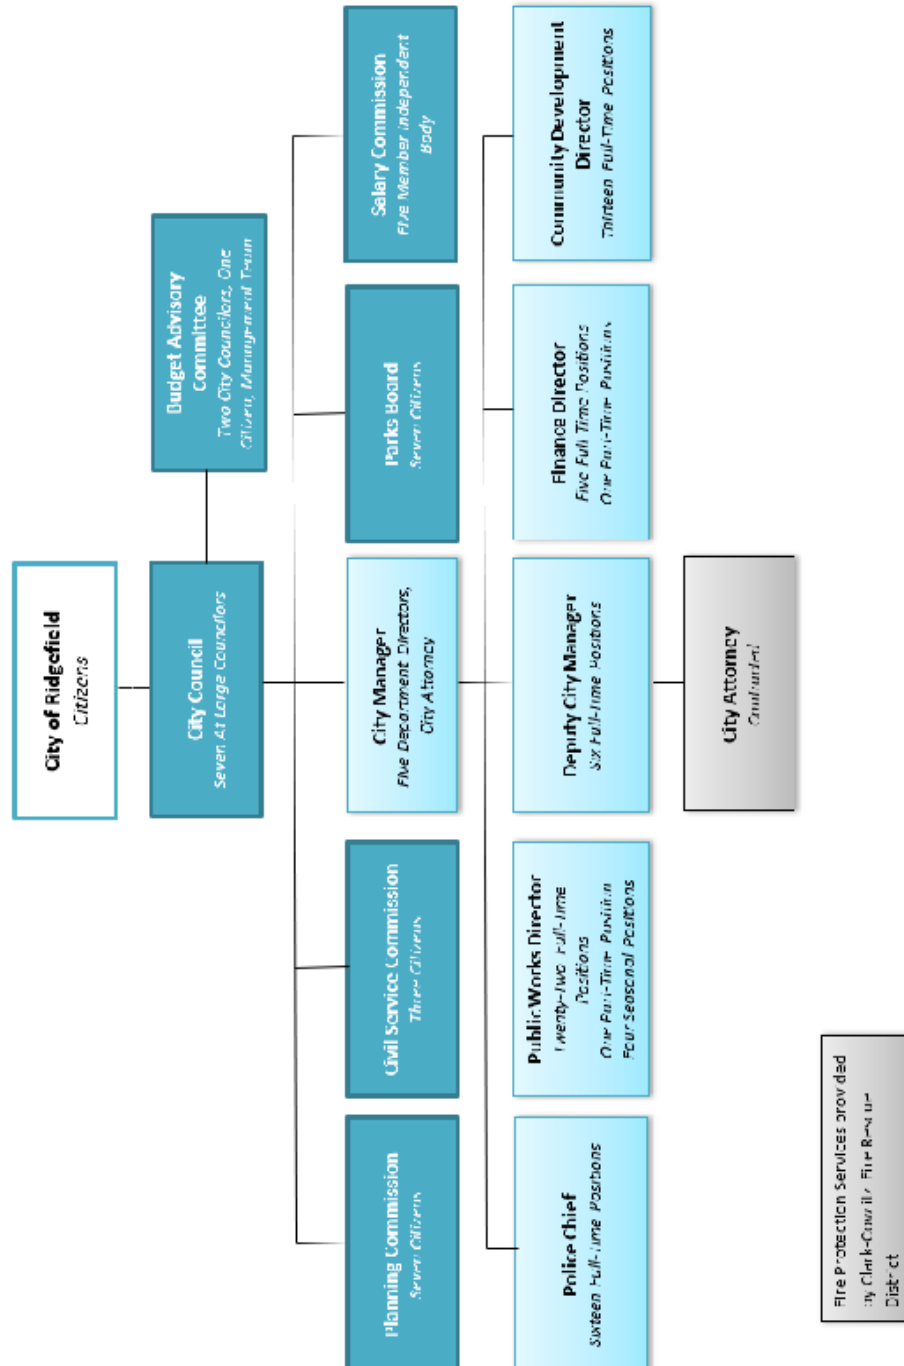 City of Ridgefield
Citizens
City Council
Seven At Large Councilors
Budget Advisory
Committee
Two City Councilors, One
Citizen, Management Team
Planning Commission
Seven Citizens
Civil Service Commission
Three Citizens
City Manager
Five Department Directors,
City Attorney
Parks Board
Seven Citizens
Salary Commission
Five Member Independent
Body
Police Chief
Sixteen Full-Time Positions
Public Works Director
Twenty-Two Full-Time
Positions
One Part-Time Position
Four Seasonal Positions
Deputy City Manager
Six Full-Time Positions
Finance Director
Five Full Time Positions
One Part-Time Positions
Community Development
Director
Thirteen Full-Time Positions
City Attorney
Contracted
Fire Protection Services provided
by Clark-County Fire Rescue
District